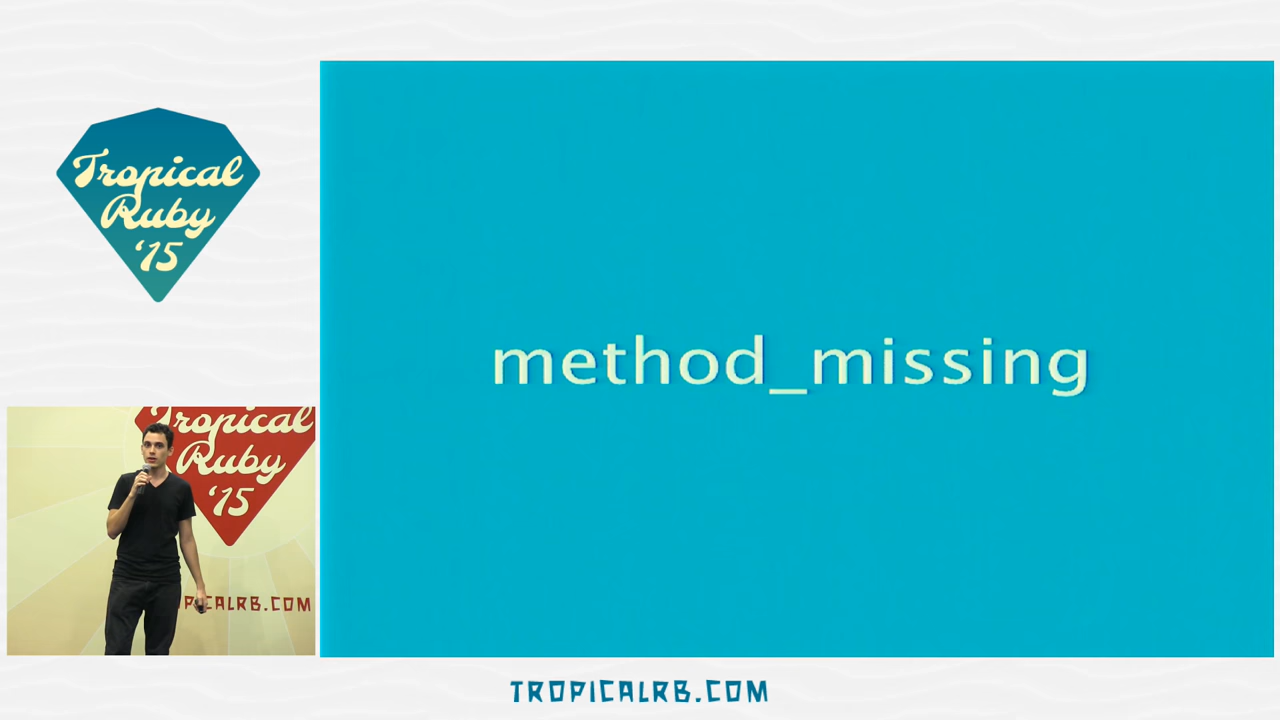 Tropical
Ruby
'15
method_missing
Tropical
Ruby
'15
TROPICALRB.COM